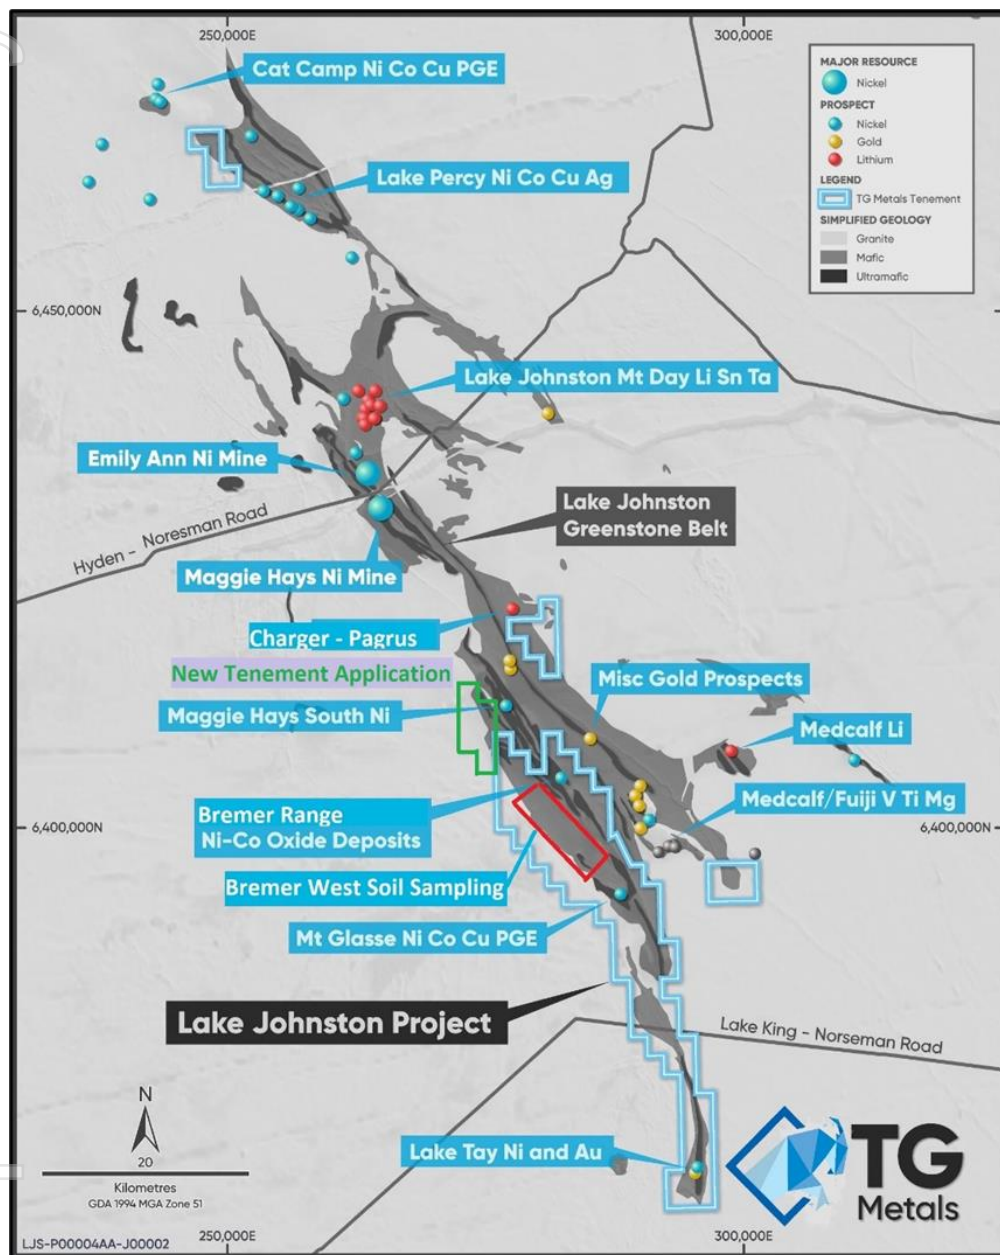 250,000E
300,000E
Cat Camp Ni Co Cu PGE
MAJOR RESOURCE
Nickel
PROSPECT
Nickel
Gold
Lithium
LEGEND
TG Metals Tenement
SIMPLIFIED GEOLOGY
Granite
Mafic
Ultramafic
Lake Percy Ni Co Cu Ag
6,450,000N
Lake Johnston Mt Day Li Sn Ta
Emily Ann Ni Mine
Lake Johnston
Greenstone Belt
Hyden - Noresman Road
Maggie Hays Ni Mine
Charger - Pagrus
New Tenement Application
Misc Gold Prospects
Maggie Hays South Ni
Medcalf Li
Medcalf/Fuiji V Ti Mg
Bremer Range
Ni-Co Oxide Deposits
6,400,000N
6,400,000N
Bremer West Soil Sampling
Mt Glasse Ni Co Cu PGE
Lake Johnston Project
Lake King - Norseman Road
N
20
Kilometres
GDA 1994 MGA Zone 51
Lake Tay Ni and Au
TG
Metals
LJS-P00004AA-J00002
250,000E
300,000E